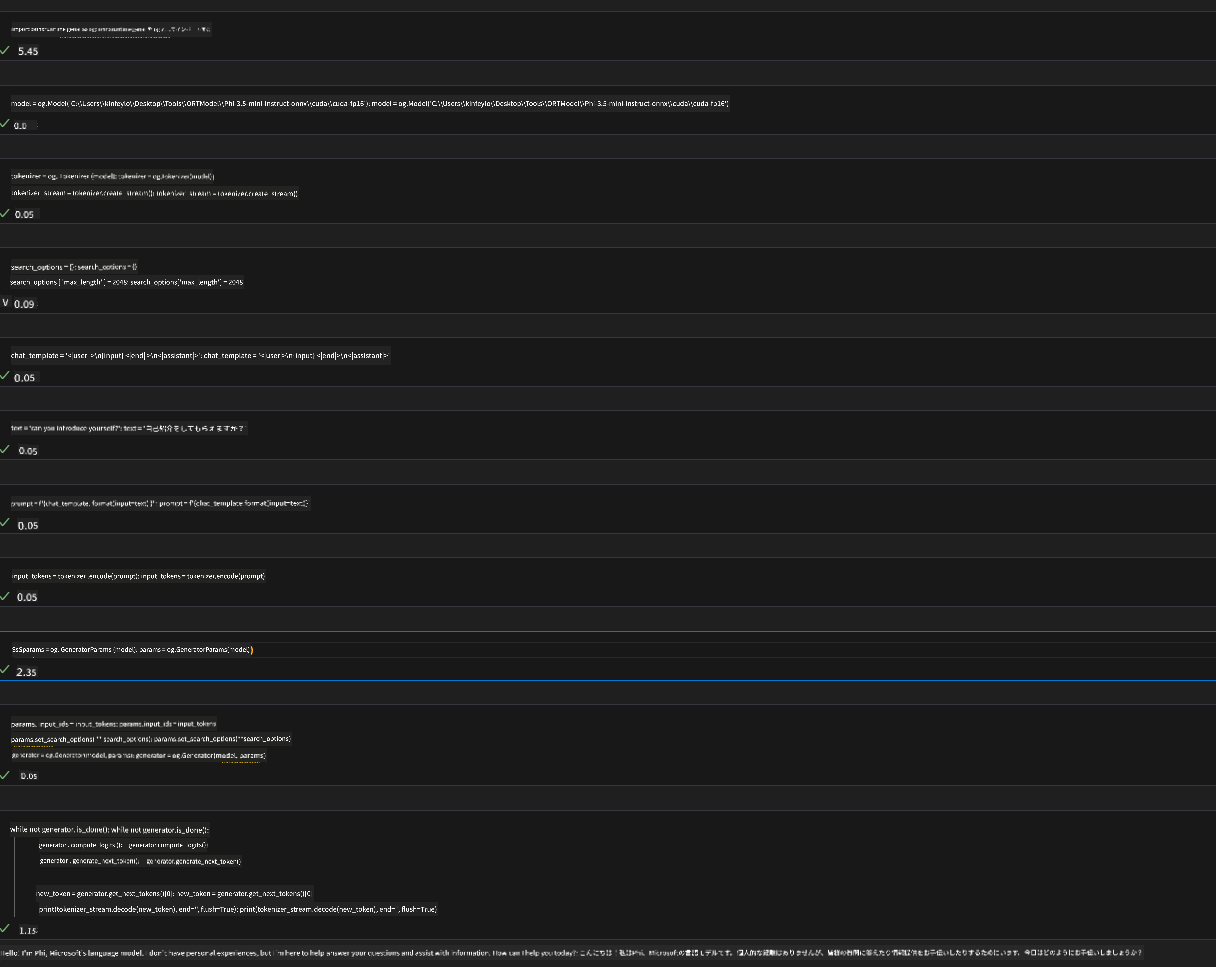 5.45
model = og.Model('C:\\Users\\kinfeylo\\Desktop\\Tools\\ORTModel\\Phi-3.5-mini-instruct-onnx\\cuda\\cuda-fp16'); model = og.Model('C:\\Users\\kinfeylo\\Desktop\\Tools\\ORTModel\\Phi-3.5-mini-instruct-onnx\\cuda\\cuda-fp16')
0.0
tokenizer = og. Tokenizer (model); tokenizer = og.Tokenizer(model)
tokenizer_stream = tokenizer.create_stream(); tokenizer_stream = tokenizer.create_stream()
0.05
search_options = {}; search_options = {}
search_options ['max_length'] = 2048; search_options['max_length'] = 2048
V 0.09
chat_template = '<|user|>\n{input} <|end|>\n<|assistant|>'; chat_template = '<|user|>\n{input} <|end|>\n<|assistant|>'
0.05
text = 'can you introduce yourself?'; text = '自己紹介をしてもらえますか？
0.05
prompt = f'{chat_template. format(input=text)}' ; prompt = f'{chat_template.format(input=text)}
0.05
input_tokens = tokenizer .encode(prompt); input_tokens = tokenizer.encode(prompt)
0.05
SsSparams = og. GeneratorParams (model). params = og.GeneratorParams(model)
2.35
params. input_ids = input_tokens; params.input_ids = input_tokens
params.set_search_options( ** search_options); params.set_search_options(**search_options)
generator = og.Generator(model, params); generator = og.Generator(model, params)
0.05
while not generator. is_done(); while not generator.is_done():
generator . compute_logits(); generator.compute_logits()
generator . generate_next_token(); generator.generate_next_token()
new_token = generator.get_next_tokens()[0]; new_token = generator.get_next_tokens()[0]
print(tokenizer_stream.decode(new_token), end='', flush=True); print(tokenizer_stream.decode(new_token), end='', flush=True)
1.15
Hello! I'm Phi, Microsoft's language model. I don't have personal experiences, but I'm here to help answer your questions and assist with information. How can I help you today? こんにちは！私はPhi、Microsoftの言語モデルです。個人的な経験はありませんが、皆様の質問に答えたり情報提供をお手伝いしたりするためにいます。今日はどのようにお手伝いしましょうか？